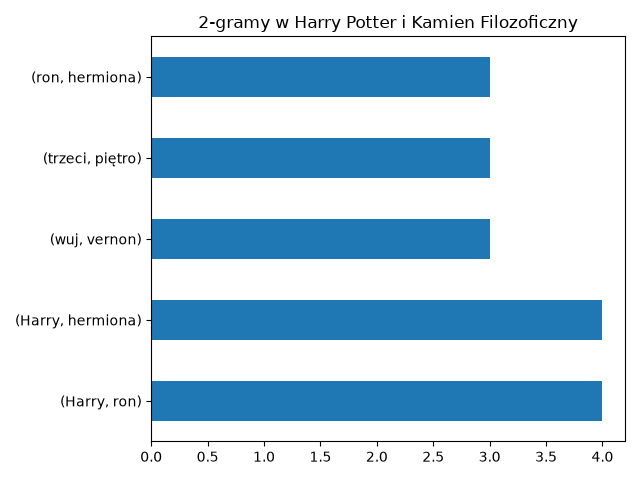 2-gramy w Harry Potter i Kamien Filozoficzny
(ron, hermiona)
(trzeci, piętro)
(wuj, vernon)
(Harry, hermiona)
(Harry, ron)
0.0 0.5 1.0 1.5 2.0 2.5 3.0 3.5 4.0